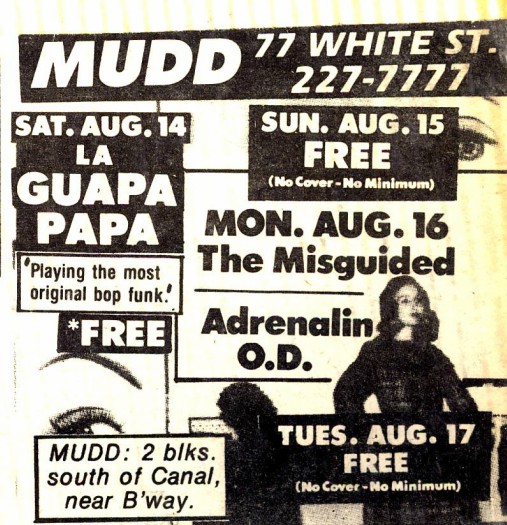 MUDD 77 WHITE ST.
227-7777
SAT. AUG. 14
LA
GUAPA
PAPA
"Playing the most
original bop funk."
*FREE
SUN. AUG. 15
FREE
(No Cover - No Minimum)
MON. AUG. 16
The Misguided
Adrenalin
O.D.
TUES. AUG. 17
FREE
(No Cover - No Minimum)
MUDD: 2 blks.
south of Canal,
near B'way.